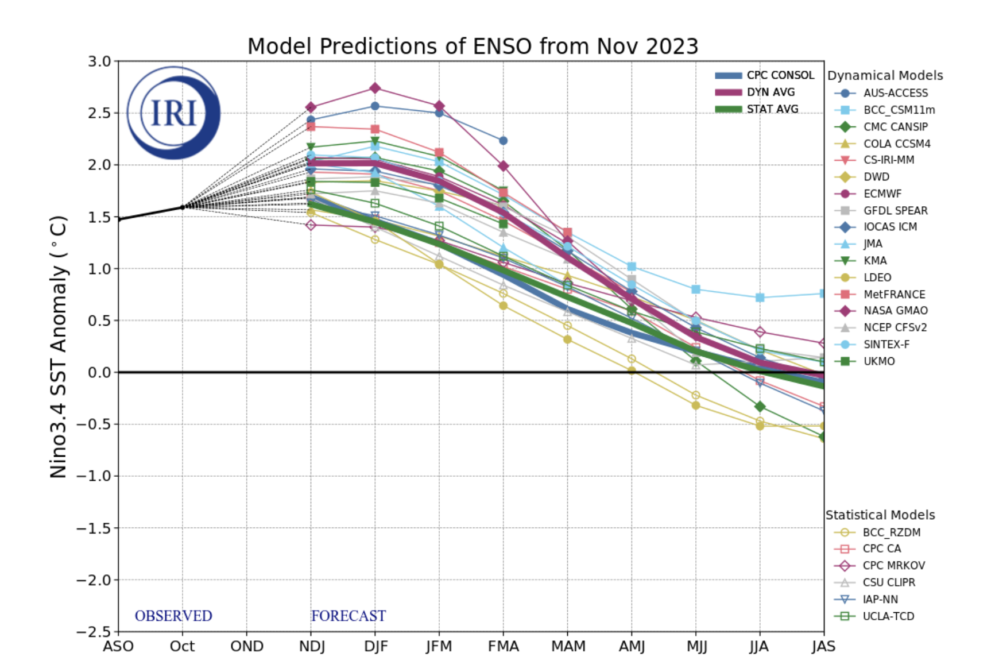 Model Predictions of ENSO from Nov 2023
3.0
2.5
2.0
1.5
1.0
0.5
0.0
−0.5
−1.0
−1.5
−2.0
−2.5
Nino3.4 SST Anomaly (°C)
IRI
CPC CONSOL
DYN AVG
STAT AVG
Dynamical Models
AUS-ACCESS
BCC_CSM11m
CMC CANSIP
COLA CCSM4
CS-IRI-MM
DWD
ECMWF
GFDL SPEAR
IOCAS ICM
JMA
KMA
LDEO
MetFRANCE
NASA GMAO
NCEP CFSv2
SINTEX-F
UKMO
Statistical Models
BCC_RZDM
CPC CA
CPC MRKOV
CSU CLIPR
IAP-NN
UCLA-TCD
OBSERVED FORECAST
ASO Oct OND NDJ DJF JFM FMA MAM AMJ MJJ JJA JAS